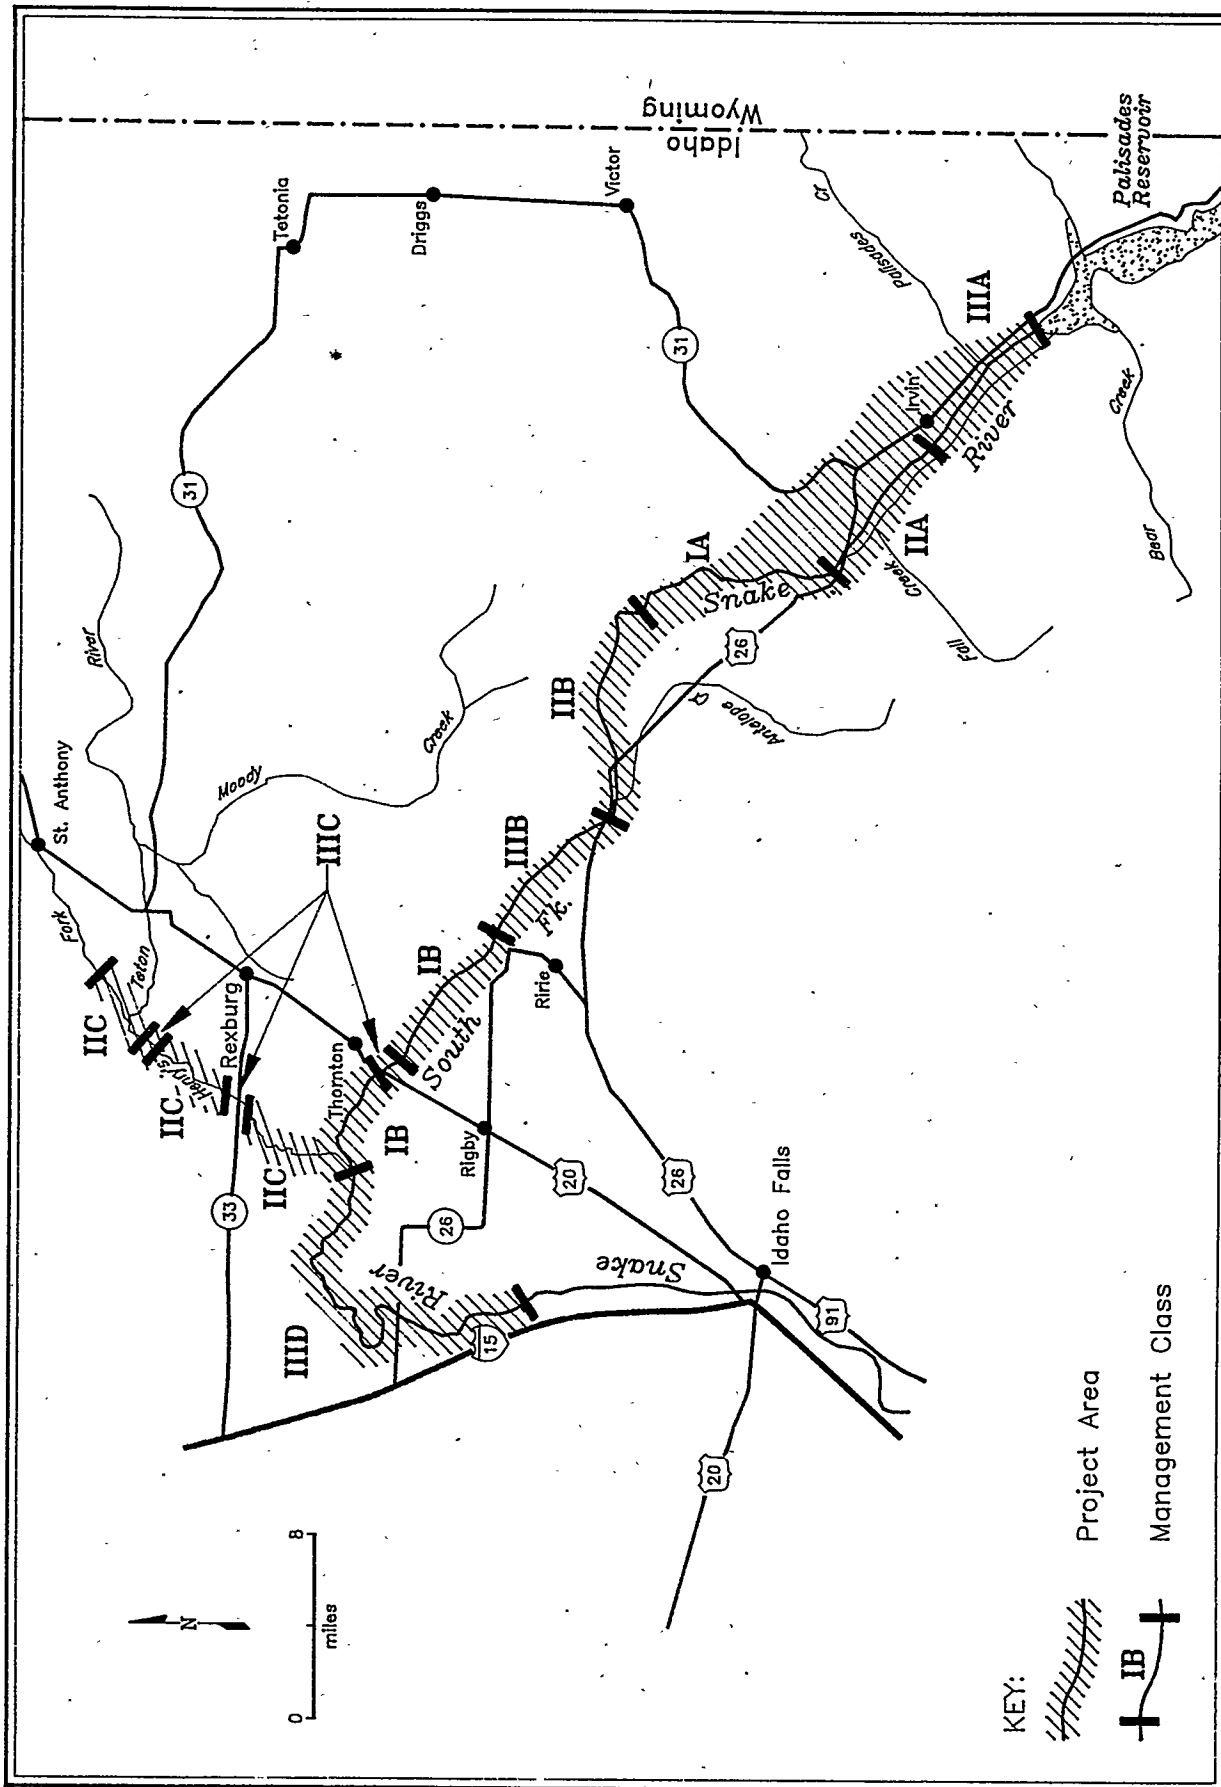 N
0
8
miles
St. Anthony
Fork
River
Teton
Moody
Creek
31
Tetonia
Driggs
Victor
31
Idaho
Wyoming
IIC
IIC
IIC
IIIC
Henry's
Rexburg
33
Thornton
IB
IB
South
Fk.
IIIB
IIB
IA
Snake
26
Antelope
Cr
Fall
Creek
IIA
River
Irvin
IIIA
Palisades
Cr
Palisades
Reservoir
Bear
Creek
Ririe
Rigby
26
20
26
IIID
River
15
Snake
Idaho Falls
91
20
KEY:
Project Area
IB
Management Class